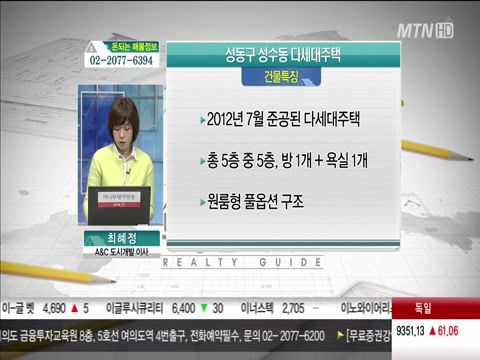 돈되는 매물정보
02-2077-6394
MTN HD
성동구 성수동 다세대주택
건물특징
2012년 7월 준공된 다세대주택
총 5층 중 5층, 방 1개 + 욕실 1개
원룸형 풀옵션 구조
머니투데이방송
최혜정
A&C 도시개발 이사
REALTY GUIDE
이-글 벳 4,690 ▲ 5 이글루시큐리티 6,400 ▼ 30 이너스텍 2,705 - 이노와이어리
독일
의도 금융투자교육원 8층, 5호선 여의도역 4번출구, 전화예약필수, 문의 02- 2077- 6200 ▶ [무료증권강
9351,13 ▲ 61,06